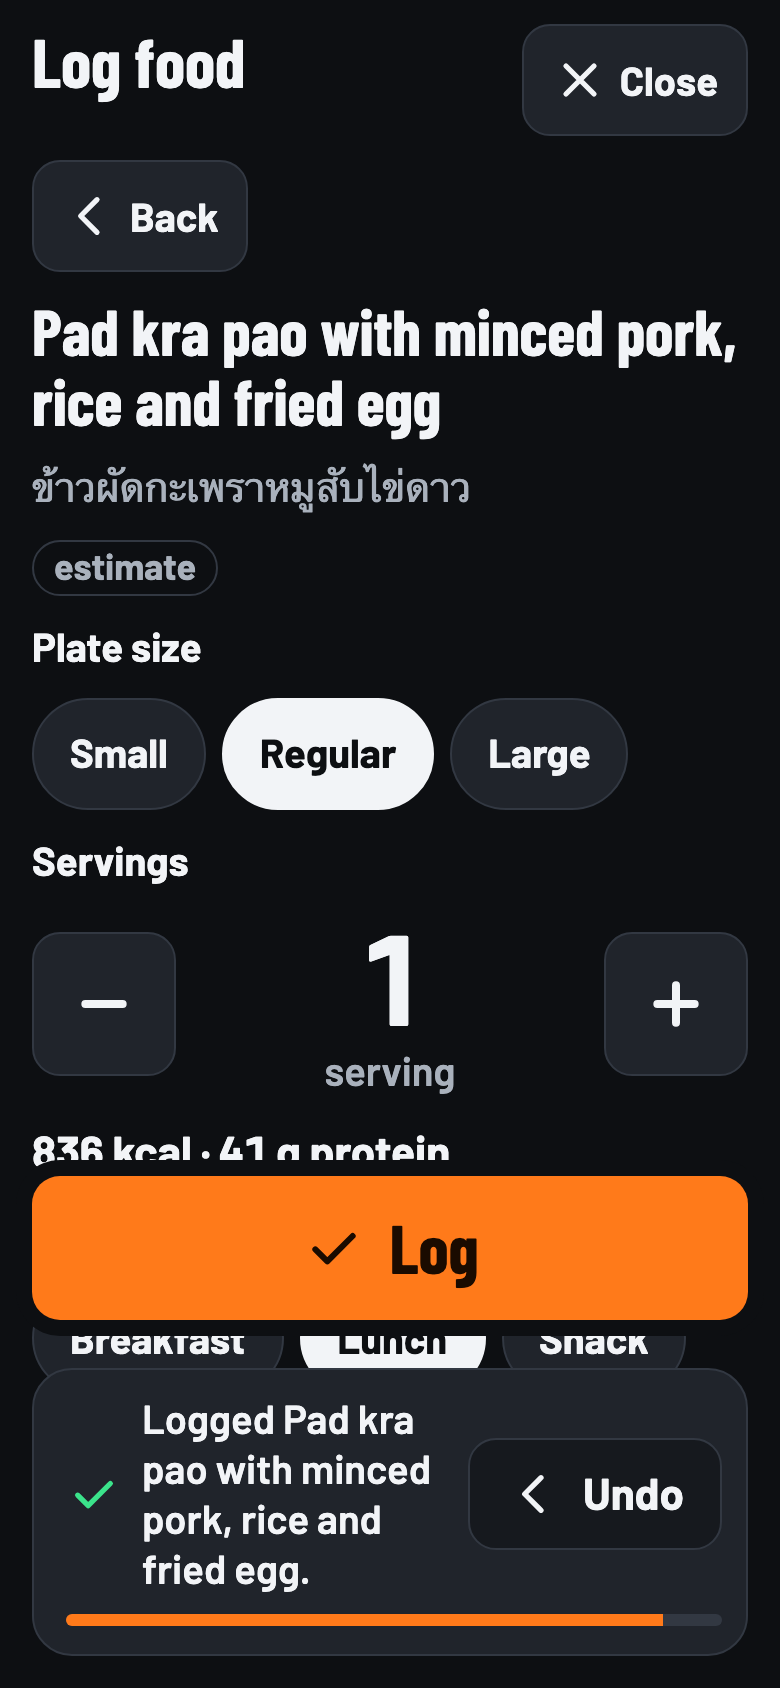 Log food
Close
Back
Pad kra pao with minced pork,
rice and fried egg
ข้าวผัดกะเพราหมูสับไข่ดาว
estimate
Plate size
Small
Regular
Large
Servings
1
serving
836 kcal · 41 g protein
Log
Breakfast
Lunch
Snack
Logged Pad kra
pao with minced
pork, rice and
fried egg.
Undo